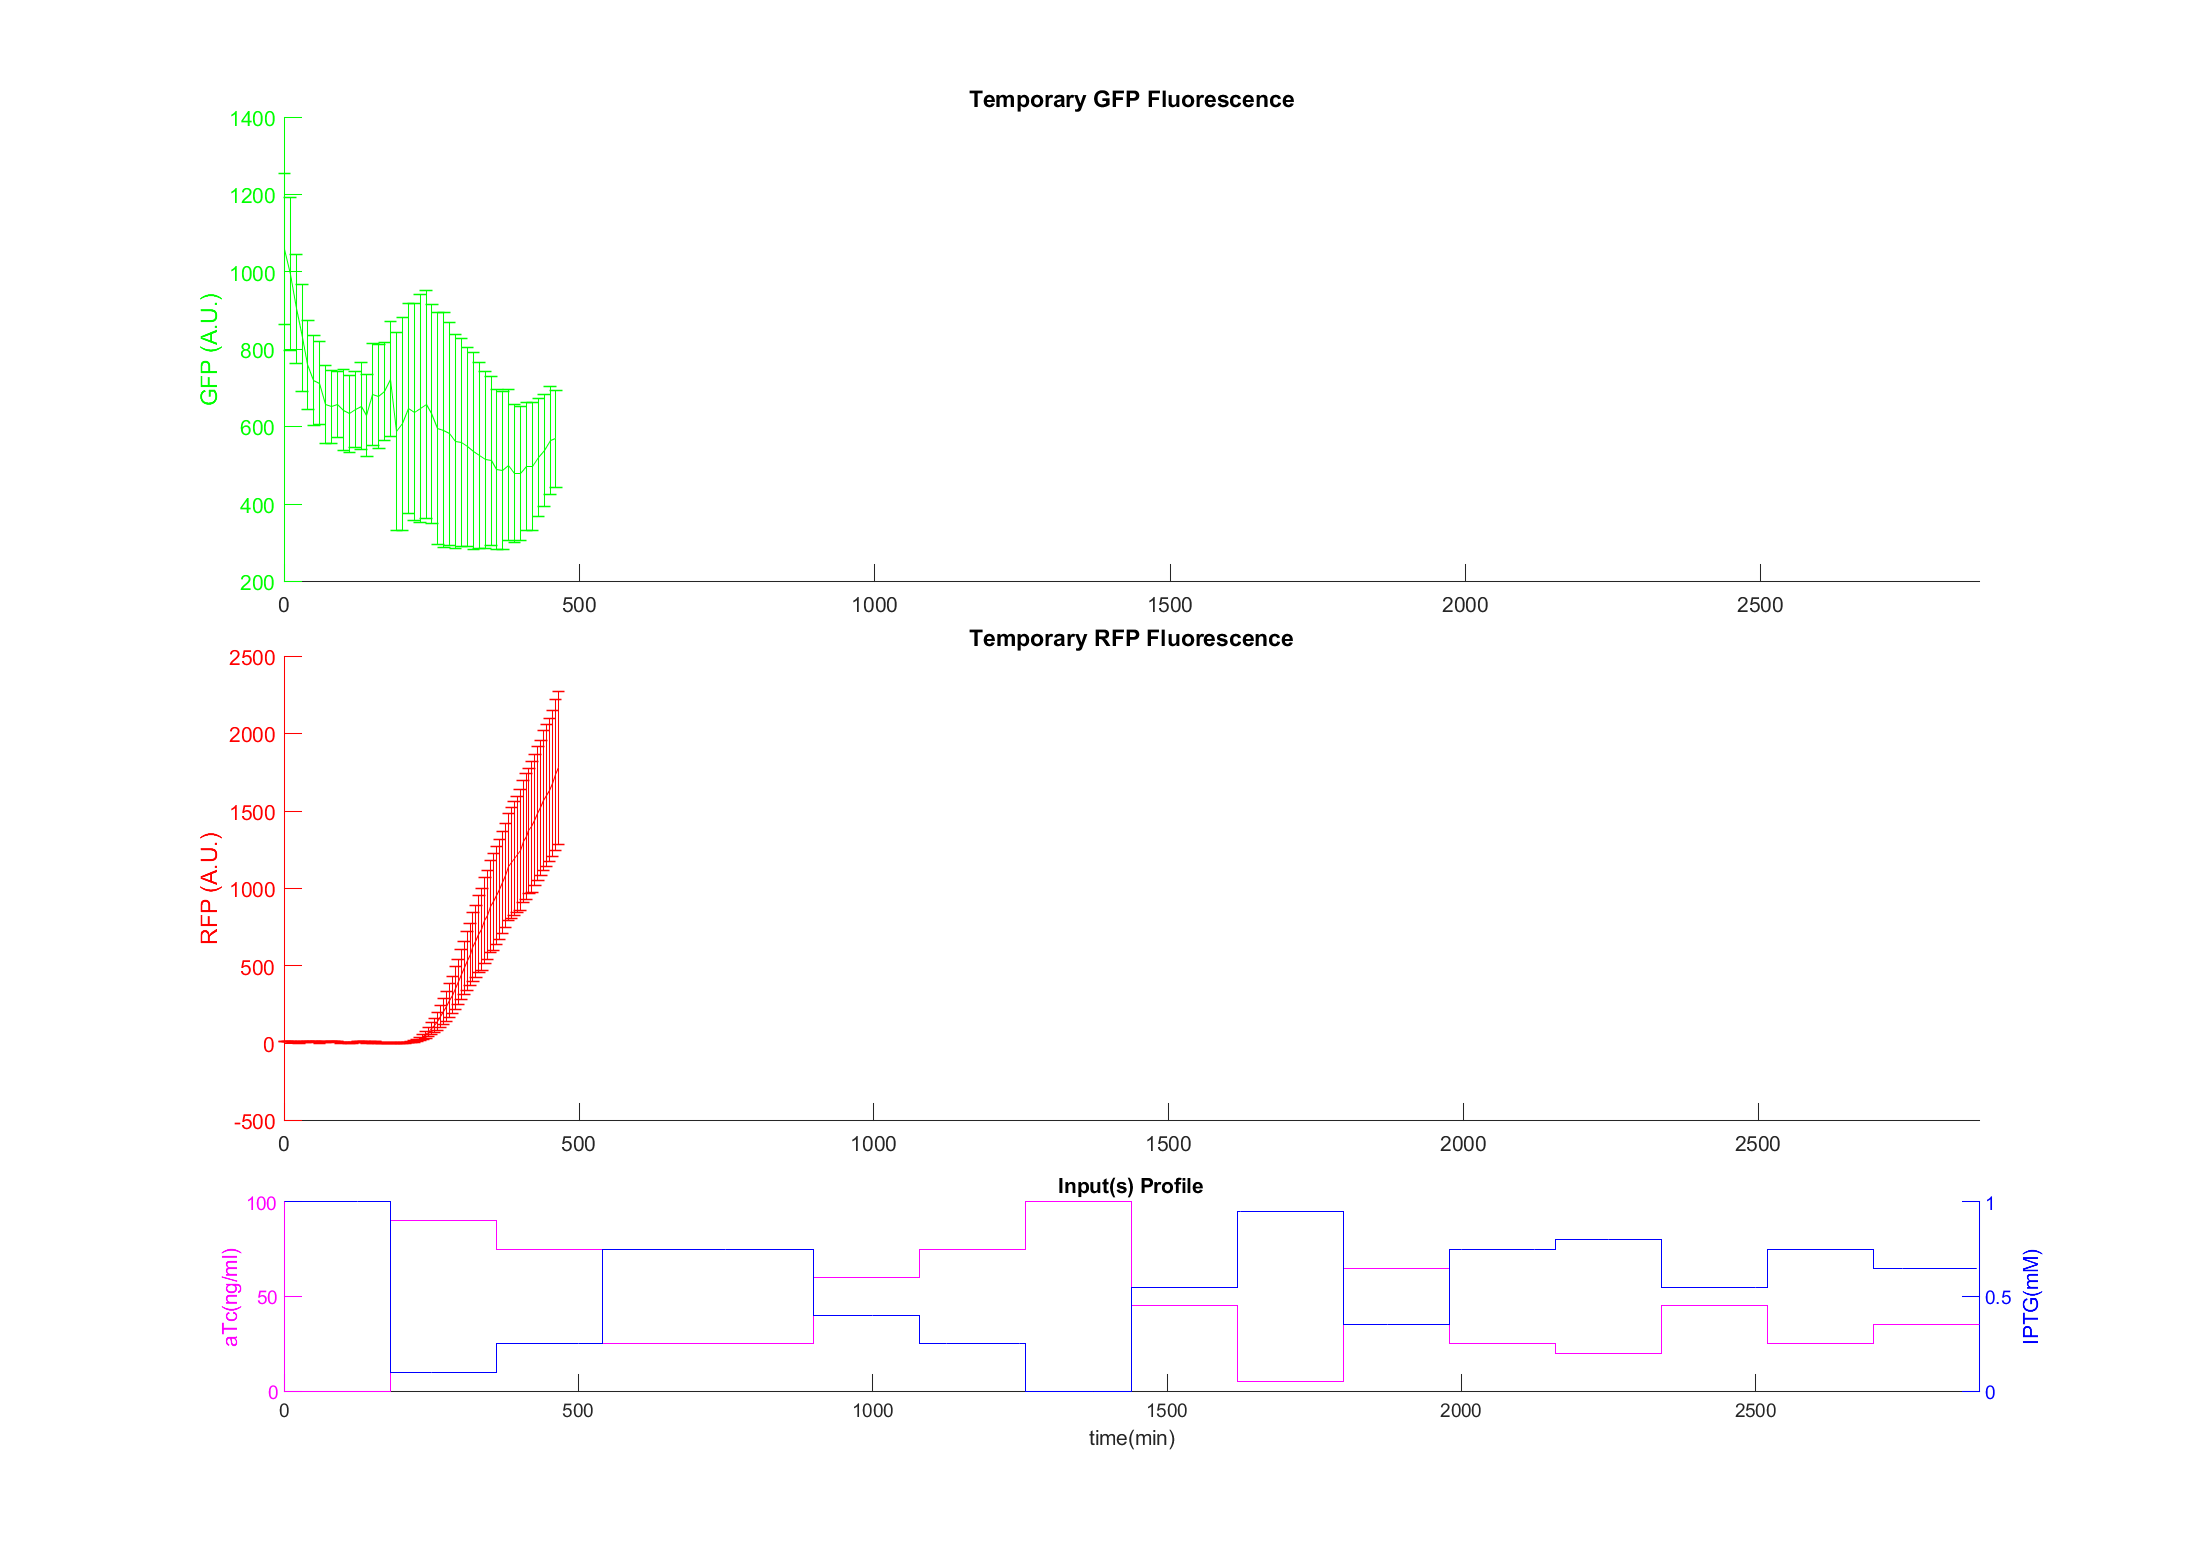 Temporary GFP Fluorescence
1400
1200
1000
800
600
400
200
GFP (A.U.)
0 500 1000 1500 2000 2500
Temporary RFP Fluorescence
2500
2000
1500
1000
500
0
-500
RFP (A.U.)
0 500 1000 1500 2000 2500
Input(s) Profile
100
50
0
aTc(ng/ml)
1
0.5
0
IPTG(mM)
0 500 1000 1500 2000 2500
time(min)